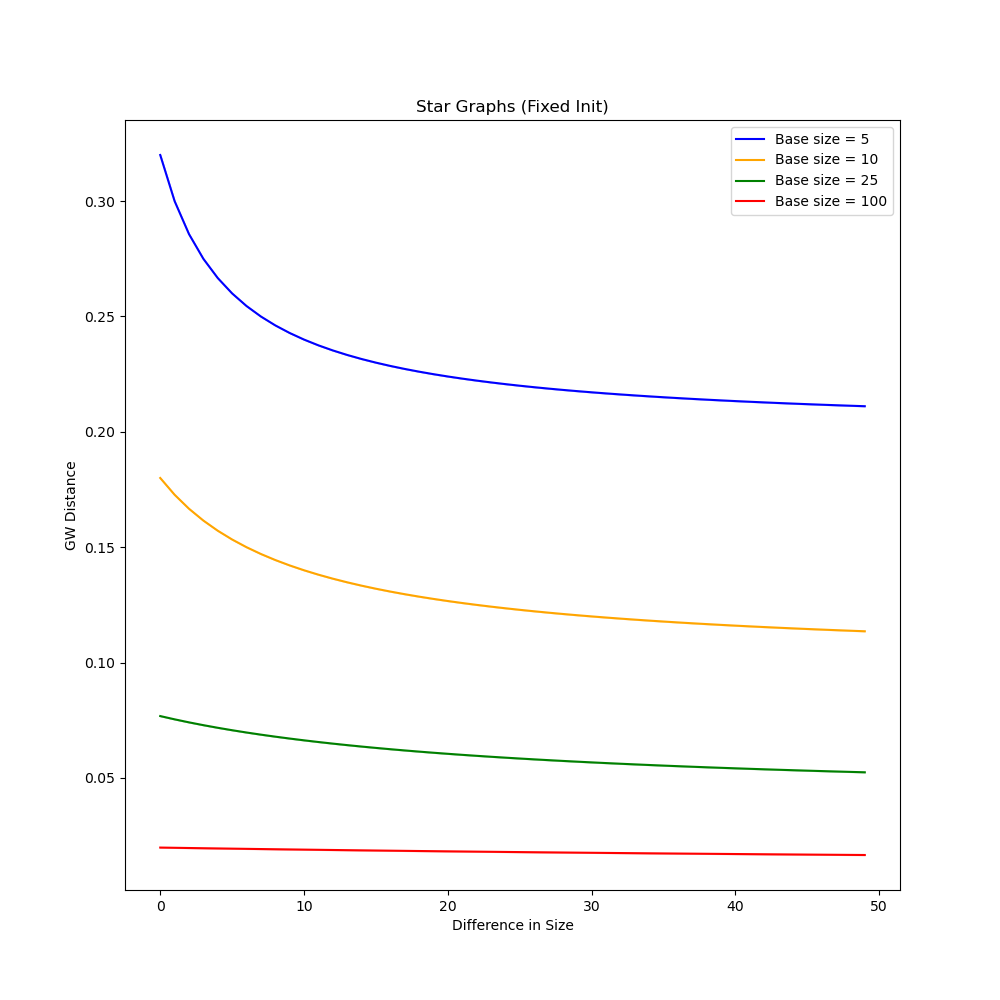 Star Graphs (Fixed Init)
Base size = 5
Base size = 10
Base size = 25
Base size = 100
GW Distance
0.30
0.25
0.20
0.15
0.10
0.05
0 10 20 30 40 50
Difference in Size